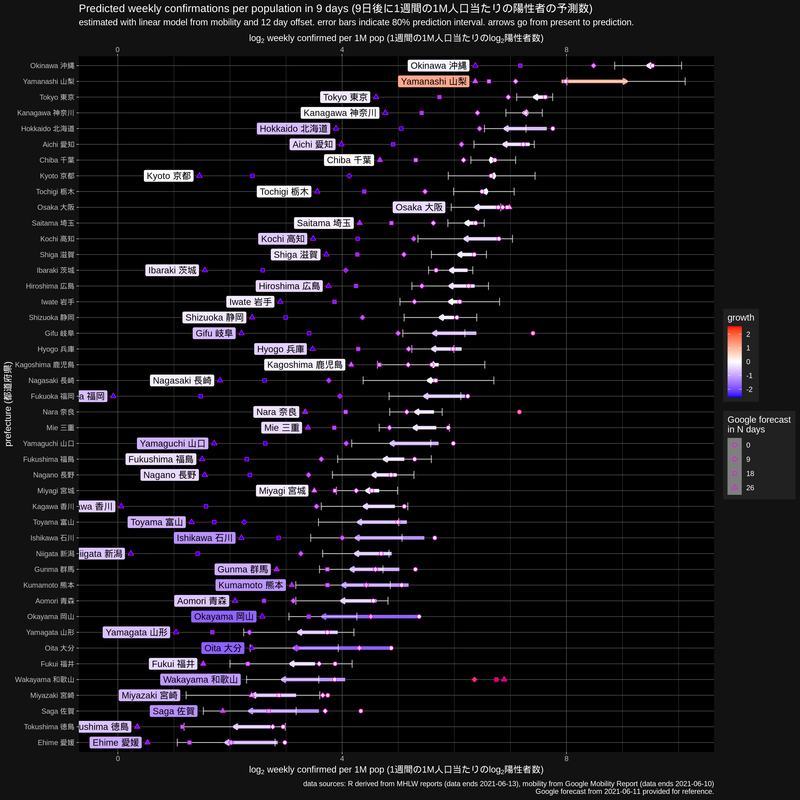 Predicted weekly confirmations per population in 9 days (9日後に1週間の1M人口当たりの陽性者の予測数)
estimated with linear model from mobility and 12 day offset. error bars indicate 80% prediction interval. arrows go from present to prediction.
log2 weekly confirmed per 1M pop (1週間の1M人口当たりのlog2陽性者数)
0 4 8
Okinawa 沖縄 Okinawa 沖縄
Yamanashi 山梨 Yamanashi 山梨
Tokyo 東京 Tokyo 東京
Kanagawa 神奈川 Kanagawa 神奈川
Hokkaido 北海道 Hokkaido 北海道
Aichi 愛知 Aichi 愛知
Chiba 千葉 Chiba 千葉
Kyoto 京都 Kyoto 京都
Tochigi 栃木 Tochigi 栃木
Osaka 大阪 Osaka 大阪
Saitama 埼玉 Saitama 埼玉
Kochi 高知 Kochi 高知
Shiga 滋賀 Shiga 滋賀
Ibaraki 茨城 Ibaraki 茨城
Hiroshima 広島 Hiroshima 広島
Iwate 岩手 Iwate 岩手
Shizuoka 静岡 Shizuoka 静岡
Gifu 岐阜 Gifu 岐阜
Hyogo 兵庫 Hyogo 兵庫
Kagoshima 鹿児島 Kagoshima 鹿児島
Nagasaki 長崎 Nagasaki 長崎
Fukuoka 福岡 a 福岡
Nara 奈良 Nara 奈良
Mie 三重 Mie 三重
Yamaguchi 山口 Yamaguchi 山口
Fukushima 福島 Fukushima 福島
Nagano 長野 Nagano 長野
Miyagi 宮城 Miyagi 宮城
Kagawa 香川 wa 香川
Toyama 富山 Toyama 富山
Ishikawa 石川 Ishikawa 石川
Niigata 新潟 iigata 新潟
Gunma 群馬 Gunma 群馬
Kumamoto 熊本 Kumamoto 熊本
Aomori 青森 Aomori 青森
Okayama 岡山 Okayama 岡山
Yamagata 山形 Yamagata 山形
Oita 大分 Oita 大分
Fukui 福井 Fukui 福井
Wakayama 和歌山 Wakayama 和歌山
Miyazaki 宮崎 Miyazaki 宮崎
Saga 佐賀 Saga 佐賀
Tokushima 徳島 ushima 徳島
Ehime 愛媛 Ehime 愛媛
prefecture (都道府県)
0 4 8
log2 weekly confirmed per 1M pop (1週間の1M人口当たりのlog2陽性者数)
growth
2
1
0
-1
-2
Google forecast
in N days
0
9
18
26
data sources: R derived from MHLW reports (data ends 2021-06-13), mobility from Google Mobility Report (data ends 2021-06-10)
Google forecast from 2021-06-11 provided for reference.